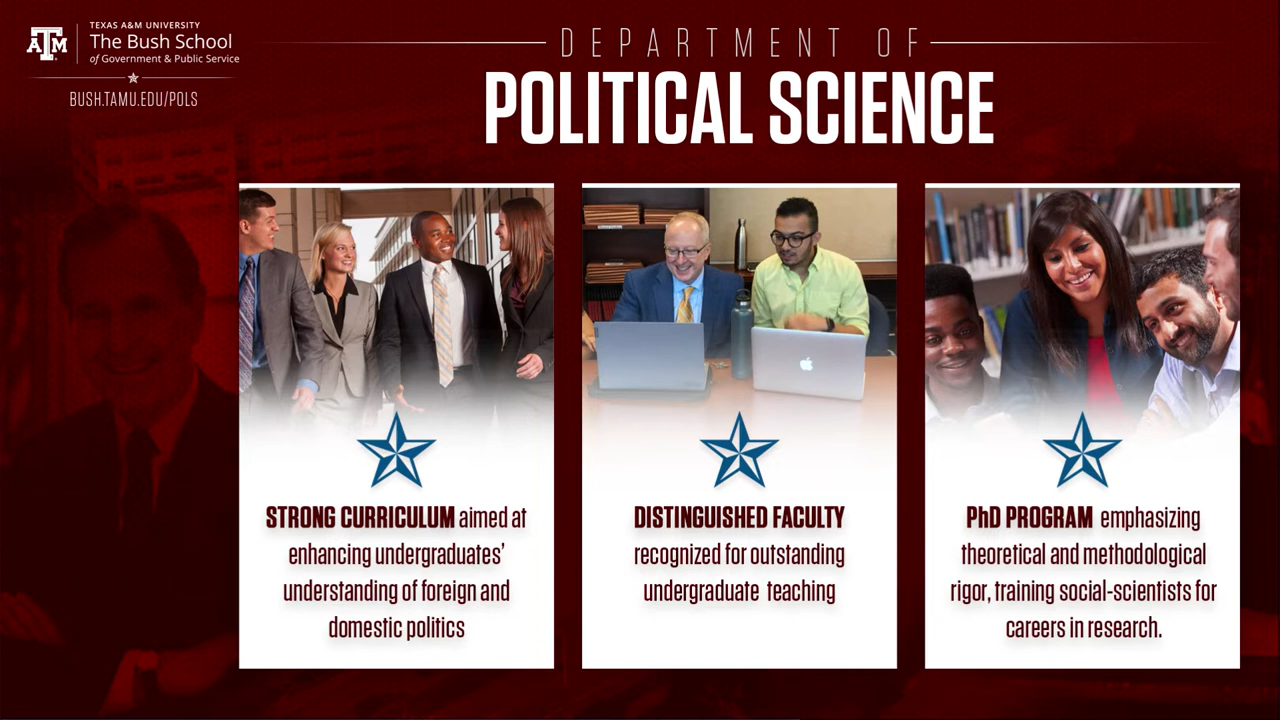 TEXAS A&M UNIVERSITY
The Bush School
of Government & Public Service
BUSH.TAMU.EDU/POLS
ATM
DEPARTMENT OF
POLITICAL SCIENCE
STRONG CURRICULUM aimed at
enhancing undergraduates’
understanding of foreign and
domestic politics
DISTINGUISHED FACULTY
recognized for outstanding
undergraduate teaching
PhD PROGRAM emphasizing
theoretical and methodological
rigor, training social-scientists for
careers in research.